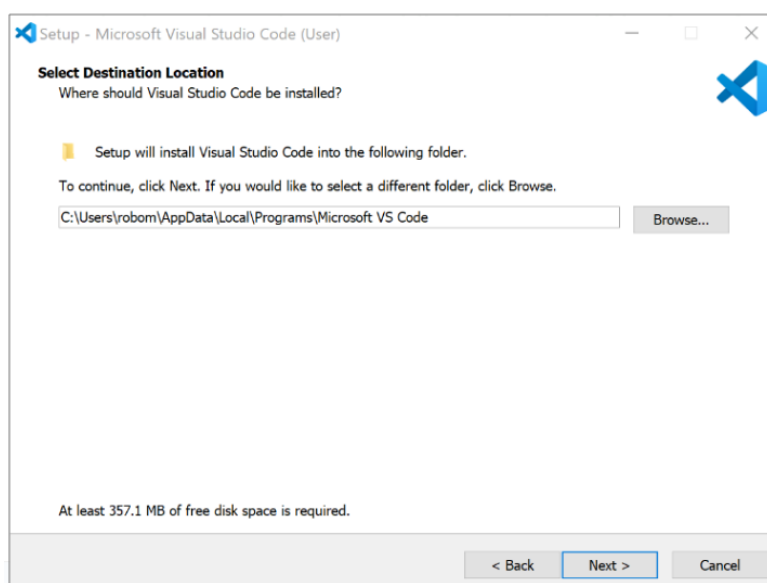 Setup - Microsoft Visual Studio Code (User)
Select Destination Location
Where should Visual Studio Code be installed?
Setup will install Visual Studio Code into the following folder.
To continue, click Next. If you would like to select a different folder, click Browse.
C:\Users\robom\AppData\Local\Programs\Microsoft VS Code
Browse...
At least 357.1 MB of free disk space is required.
< Back
Next >
Cancel